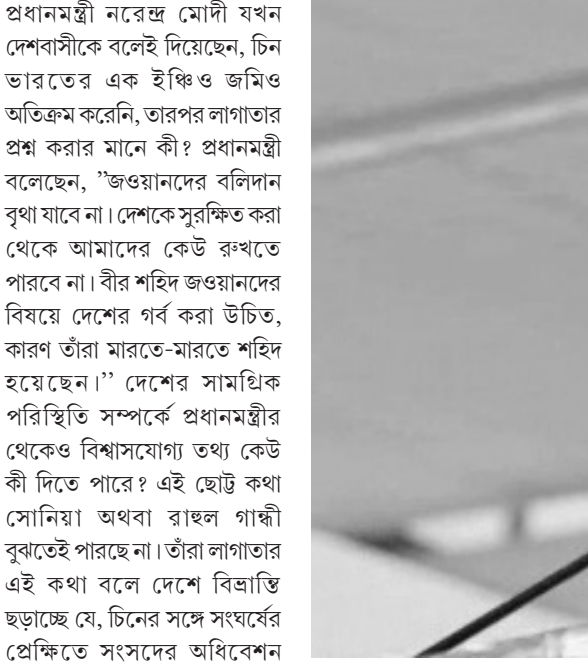 প্রধানমন্ত্রী নরেন্দ্র মোদী যখন
দেশবাসীকে বলেই দিয়েছেন, চিন
ভারতের এক ইঞ্চিও জমিও
অতিক্রম করেনি, তারপর লাগাতার
প্রশ্ন করার মানে কী? প্রধানমন্ত্রী
বলেছেন, ’’জওয়ানদের বলিদান
বৃথা যাবে না। দেশকে সুরক্ষিত করা
থেকে আমাদের কেউ রুখতে
পারবে না। বীর শহিদ জওয়ানদের
বিষয়ে দেশের গর্ব করা উচিত,
কারণ তাঁরা মারতে-মারতে শহিদ
হয়েছেন।’’ দেশের সামগ্রিক
পরিস্থিতি সম্পর্কে প্রধানমন্ত্রীর
থেকেও বিশ্বাসযোগ্য তথ্য কেউ
কী দিতে পারে? এই ছোট্ট কথা
সোনিয়া অথবা রাহুল গান্ধী
বুঝতেই পারছে না। তাঁরা লাগাতার
এই কথা বলে দেশে বিভ্রান্তি
ছড়াচ্ছে যে, চিনের সঙ্গে সংঘর্ষের
প্রেক্ষিতে সংসদের অধিবেশন